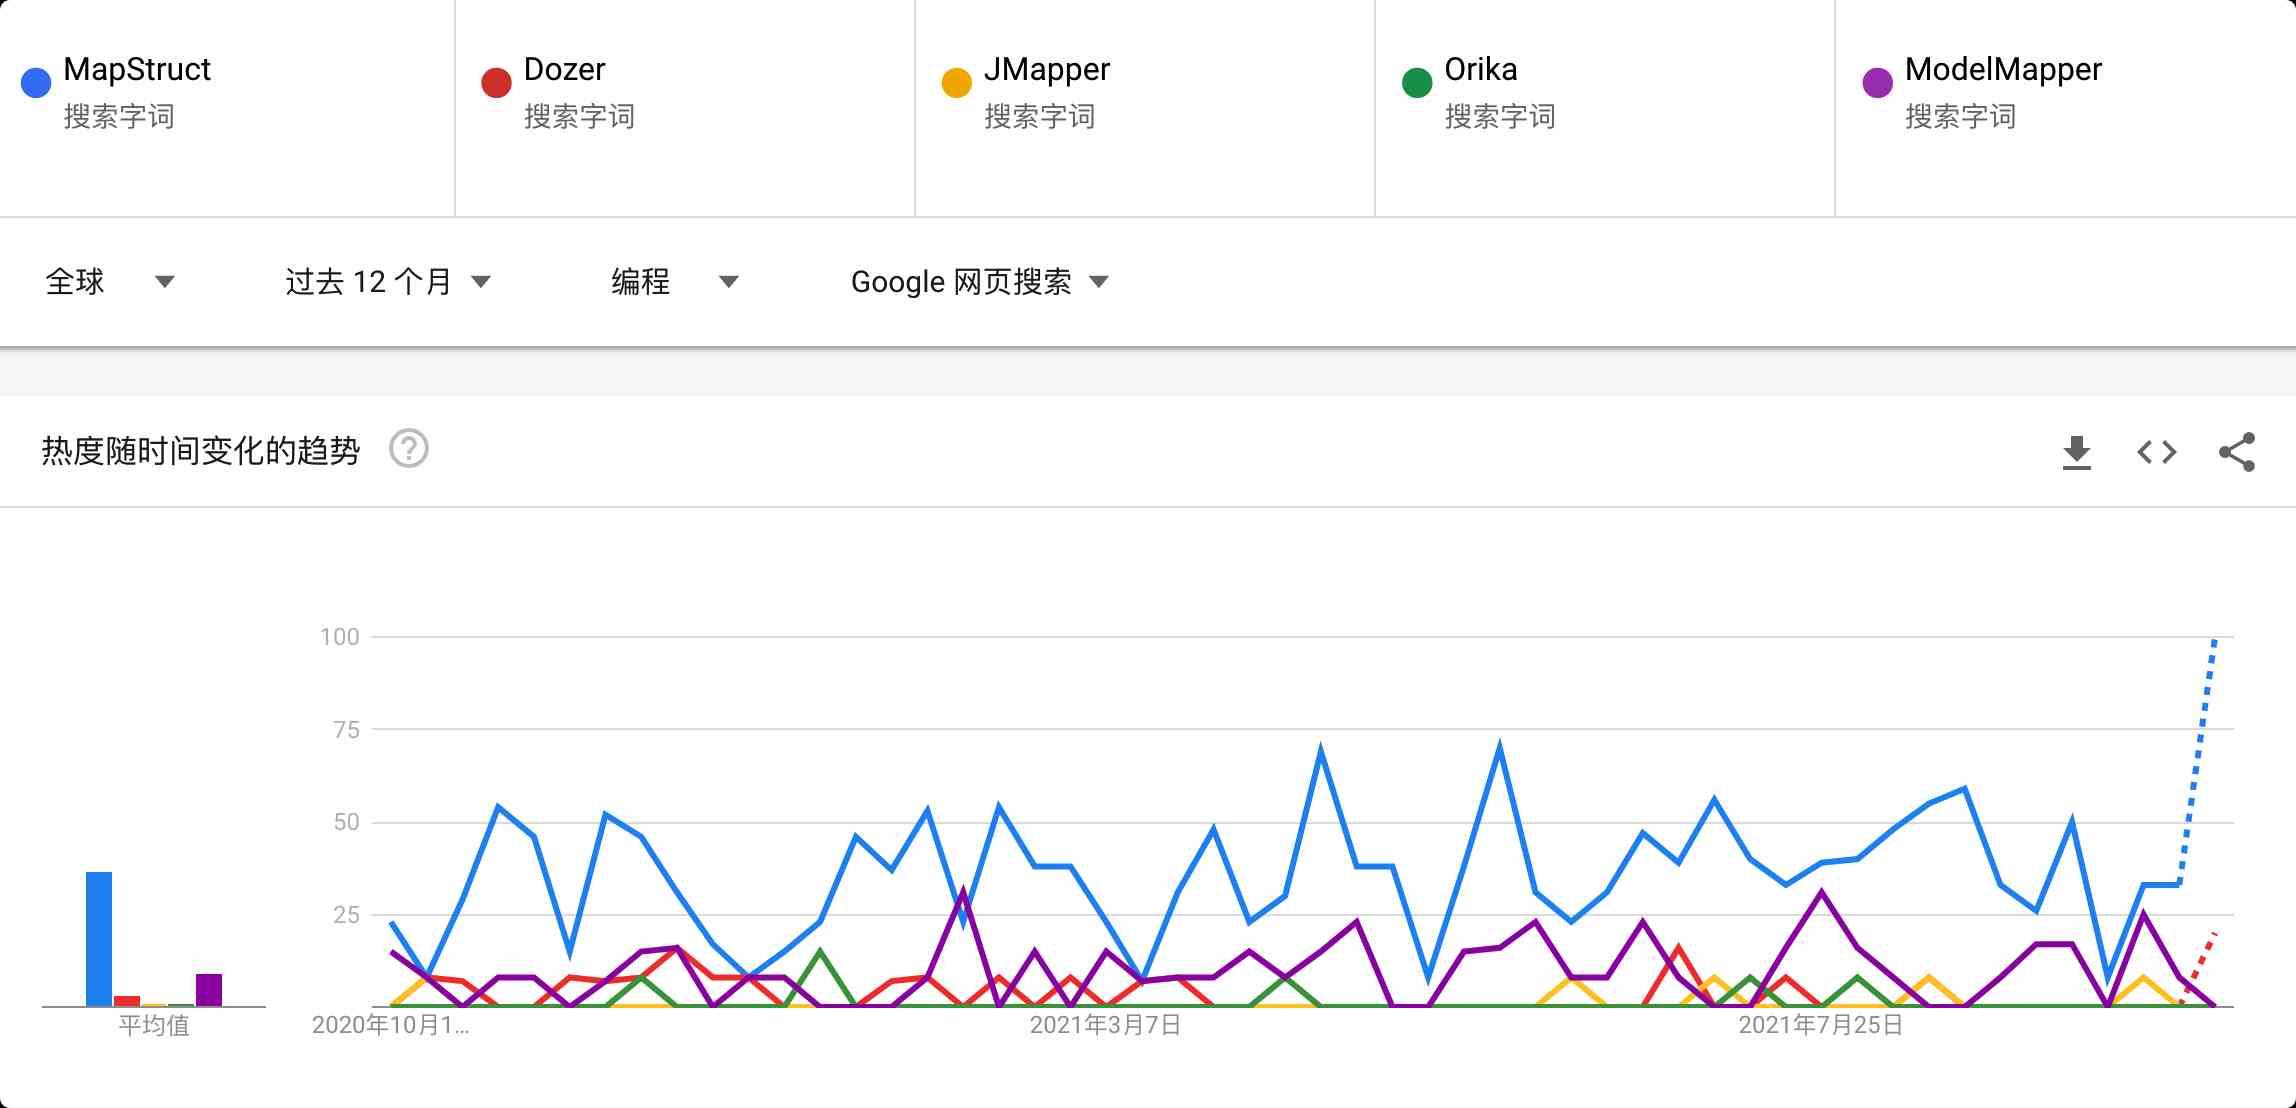 MapStruct
搜索字词
Dozer
搜索字词
JMapper
搜索字词
Orika
搜索字词
ModelMapper
搜索字词
全球
过去 12 个月
编程
Google 网页搜索
热度随时间变化的趋势
?
100
75
50
25
平均值
2020年10月1...
2021年3月7日
2021年7月25日